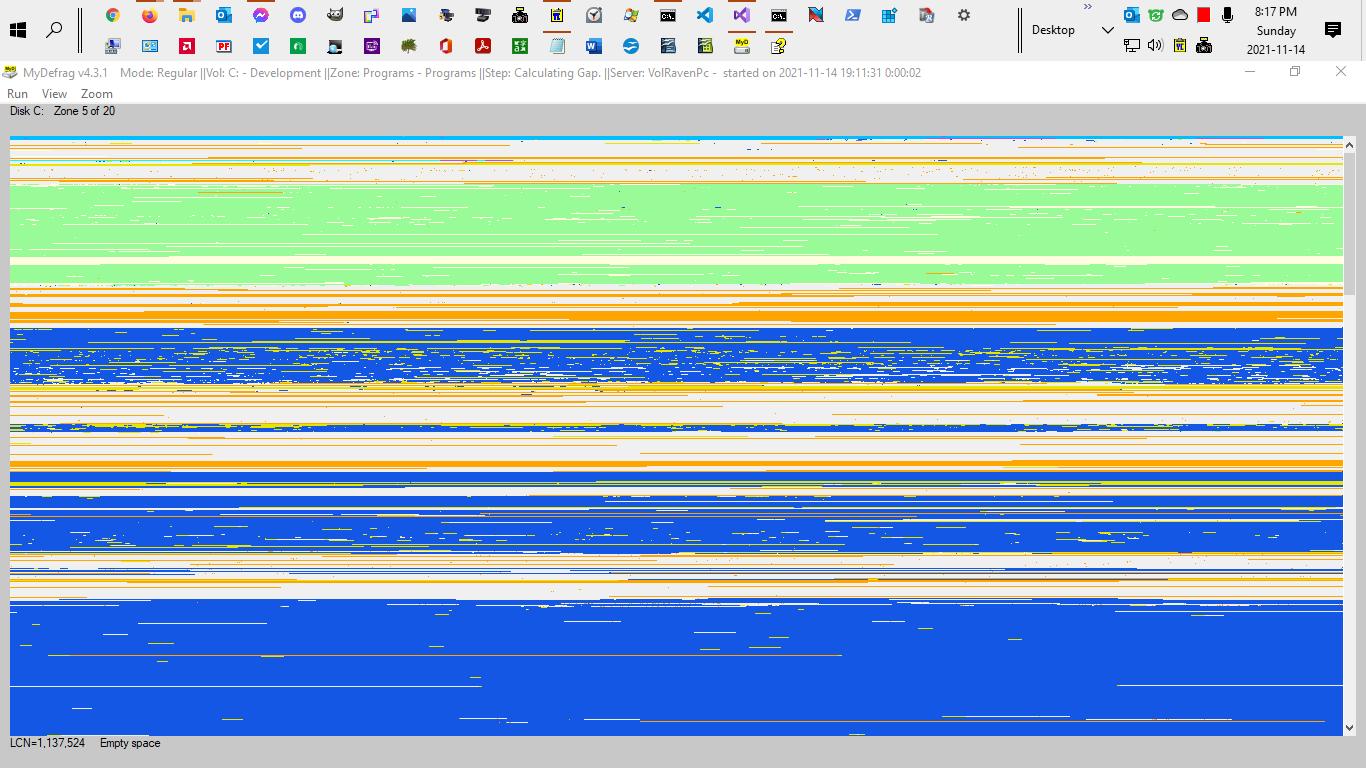 8:17 PM
Desktop
Sunday
2021-11-14
MyDefrag v4.3.1 Mode: Regular ||Vol: C: - Development ||Zone: Programs - Programs ||Step: Calculating Gap. ||Server: VolRavenPc - started on 2021-11-14 19:11:31 0:00:02
Run View Zoom
Disk C: Zone 5 of 20
LCN=1,137,524 Empty space